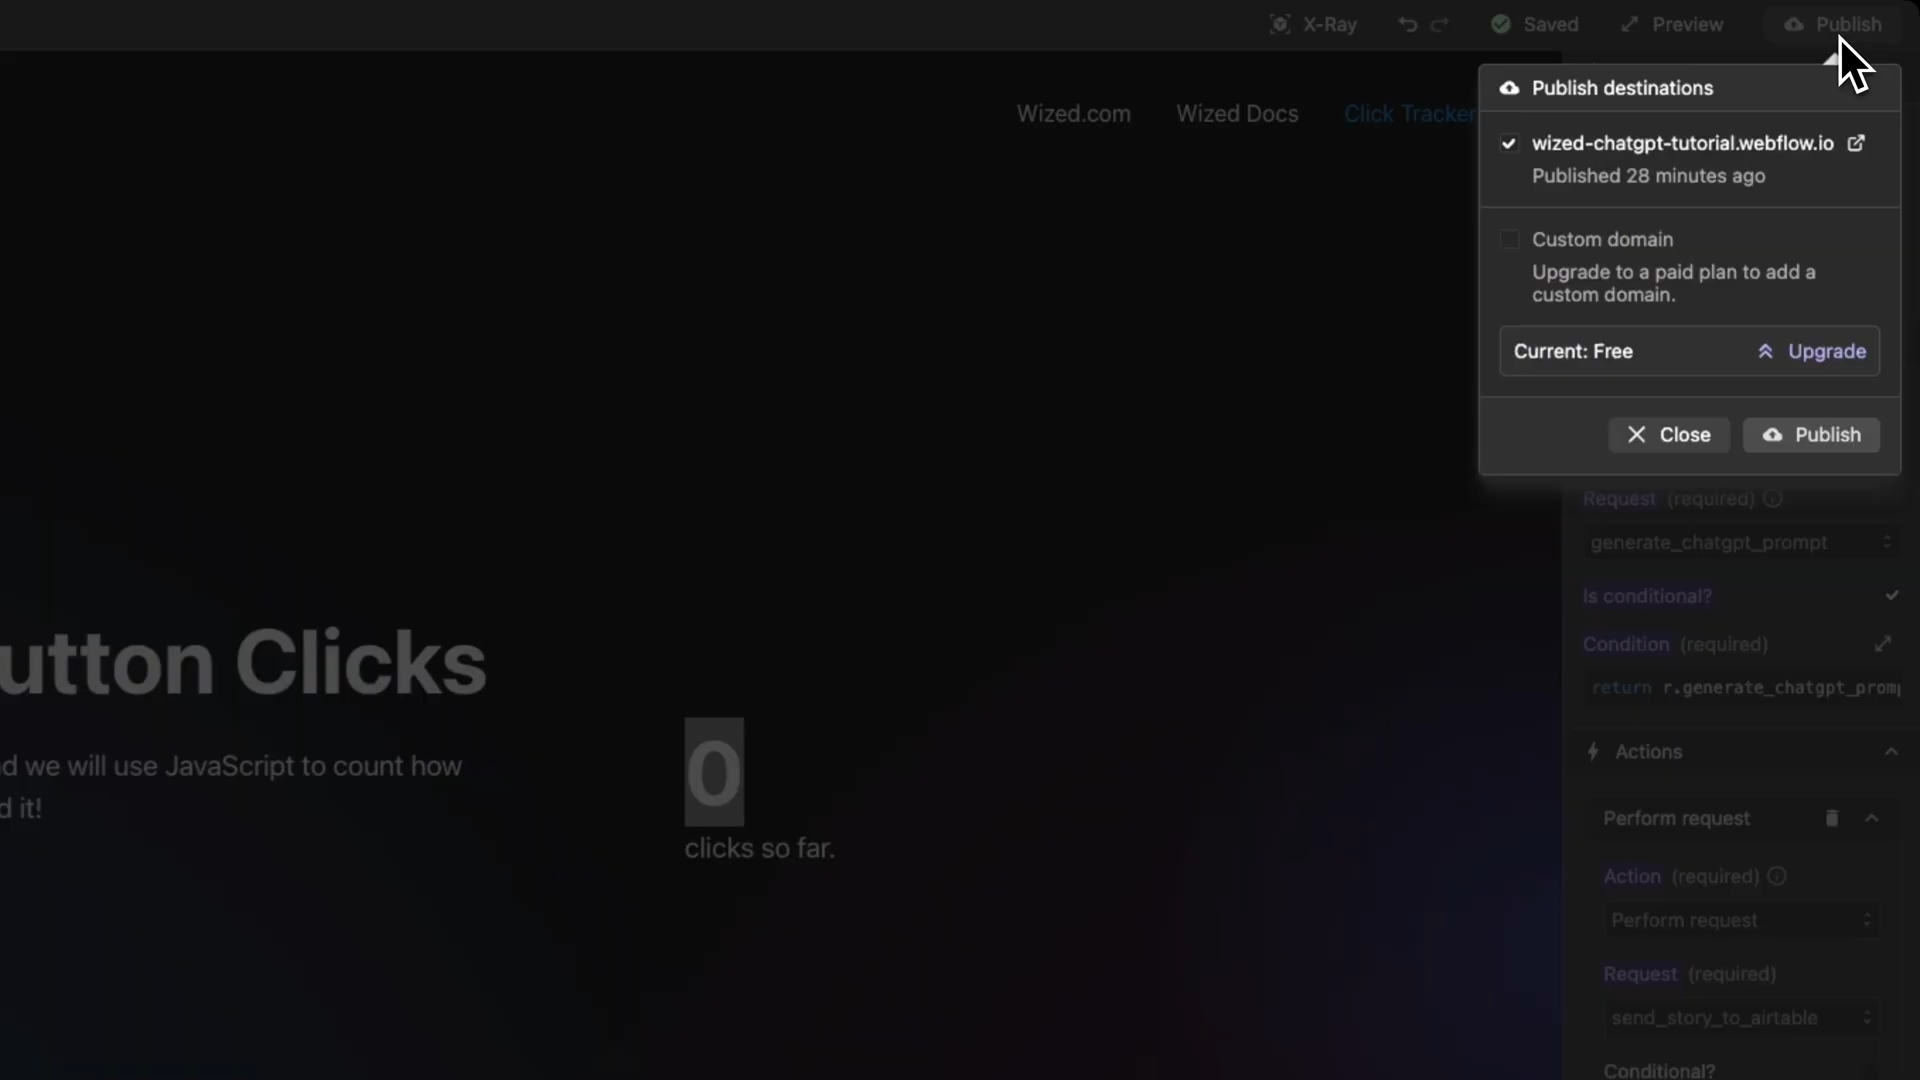 X-Ray
Saved
Preview
Publish
Wized.com
Wized Docs
Click Tracker
Publish destinations
wized-chatgpt-tutorial.webflow.io
Published 28 minutes ago
Custom domain
Upgrade to a paid plan to add a
custom domain.
Current: Free
Upgrade
Close
Publish
Request (required)
generate_chatgpt_prompt
Is conditional?
Condition (required)
return r.generate_chatgpt_promp
Actions
Perform request
Action (required)
Perform request
Request (required)
send_story_to_airtable
Conditional?
utton Clicks
d we will use JavaScript to count how
d it!
0
clicks so far.